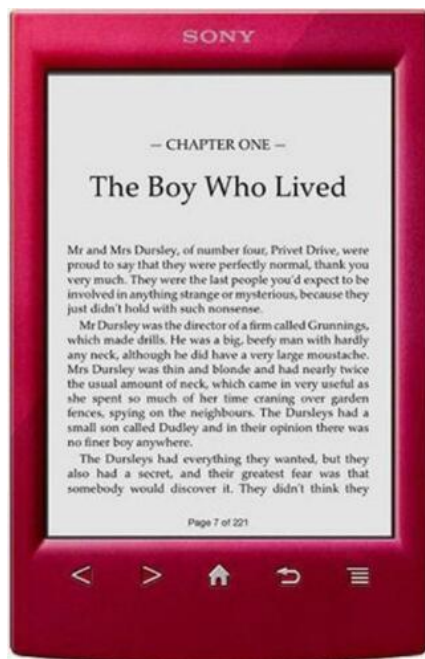 SONY
— CHAPTER ONE —
The Boy Who Lived
Mr and Mrs Dursley, of number four, Privet Drive, were
proud to say that they were perfectly normal, thank you
very much. They were the last people you'd expect to be
involved in anything strange or mysterious, because they
just didn't hold with such nonsense.
Mr Dursley was the director of a firm called Grunnings,
which made drills. He was a big, beefy man with hardly
any neck, although he did have a very large moustache.
Mrs Dursley was thin and blonde and had nearly twice
the usual amount of neck, which came in very useful as
she spent so much of her time craning over garden
fences, spying on the neighbours. The Dursleys had a
small son called Dudley and in their opinion there was
no finer boy anywhere.
The Dursleys had everything they wanted, but they
also had a secret, and their greatest fear was that
somebody would discover it. They didn't think they
Page 7 of 221